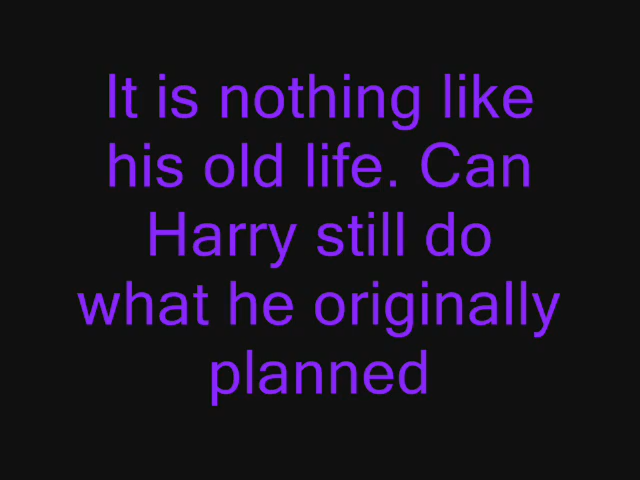 It is nothing like
his old life. Can
Harry still do
what he originally
planned